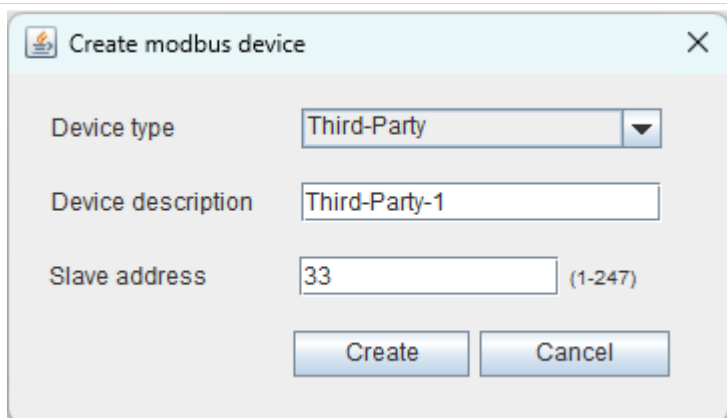 Create modbus device
Device type Third-Party
Device description Third-Party-1
Slave address 33 (1-247)
Create Cancel